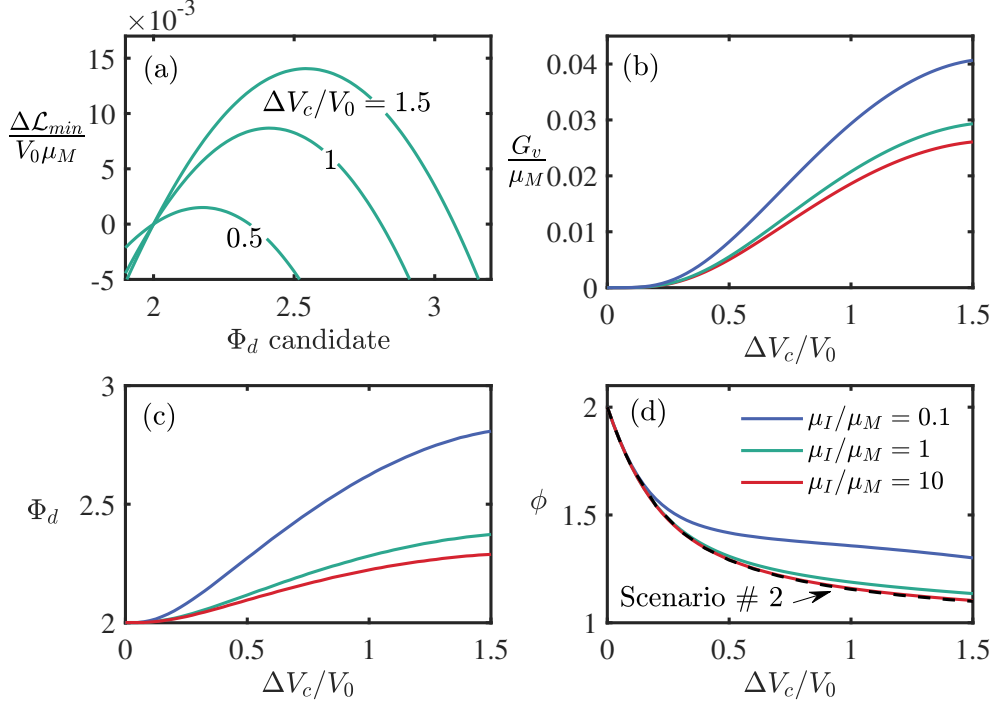 ×10⁻³
(a)
15
10
5
0
-5
ΔV_c/V_0 = 1.5
1
0.5
Δℒ_min
V_0μ_M
2
2.5
3
Φ_d candidate
(b)
0.04
0.03
0.02
0.01
0
G_v
μ_M
0
0.5
1
1.5
ΔV_c/V_0
(c)
3
2.5
2
Φ_d
0
0.5
1
1.5
ΔV_c/V_0
(d)
2
1.5
1
ϕ
μ_I/μ_M = 0.1
μ_I/μ_M = 1
μ_I/μ_M = 10
Scenario # 2
0
0.5
1
1.5
ΔV_c/V_0